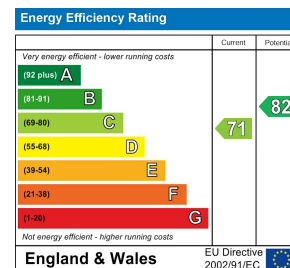 Energy Efficiency Rating
Current Potentia
Very energy efficient - lower running costs
(92 plus) A
(81-91) B
(69-80) C
(55-68) D
(39-54) E
(21-38) F
(1-20) G
71
82
Not energy efficient - higher running costs
England & Wales
EU Directive
2002/91/EC